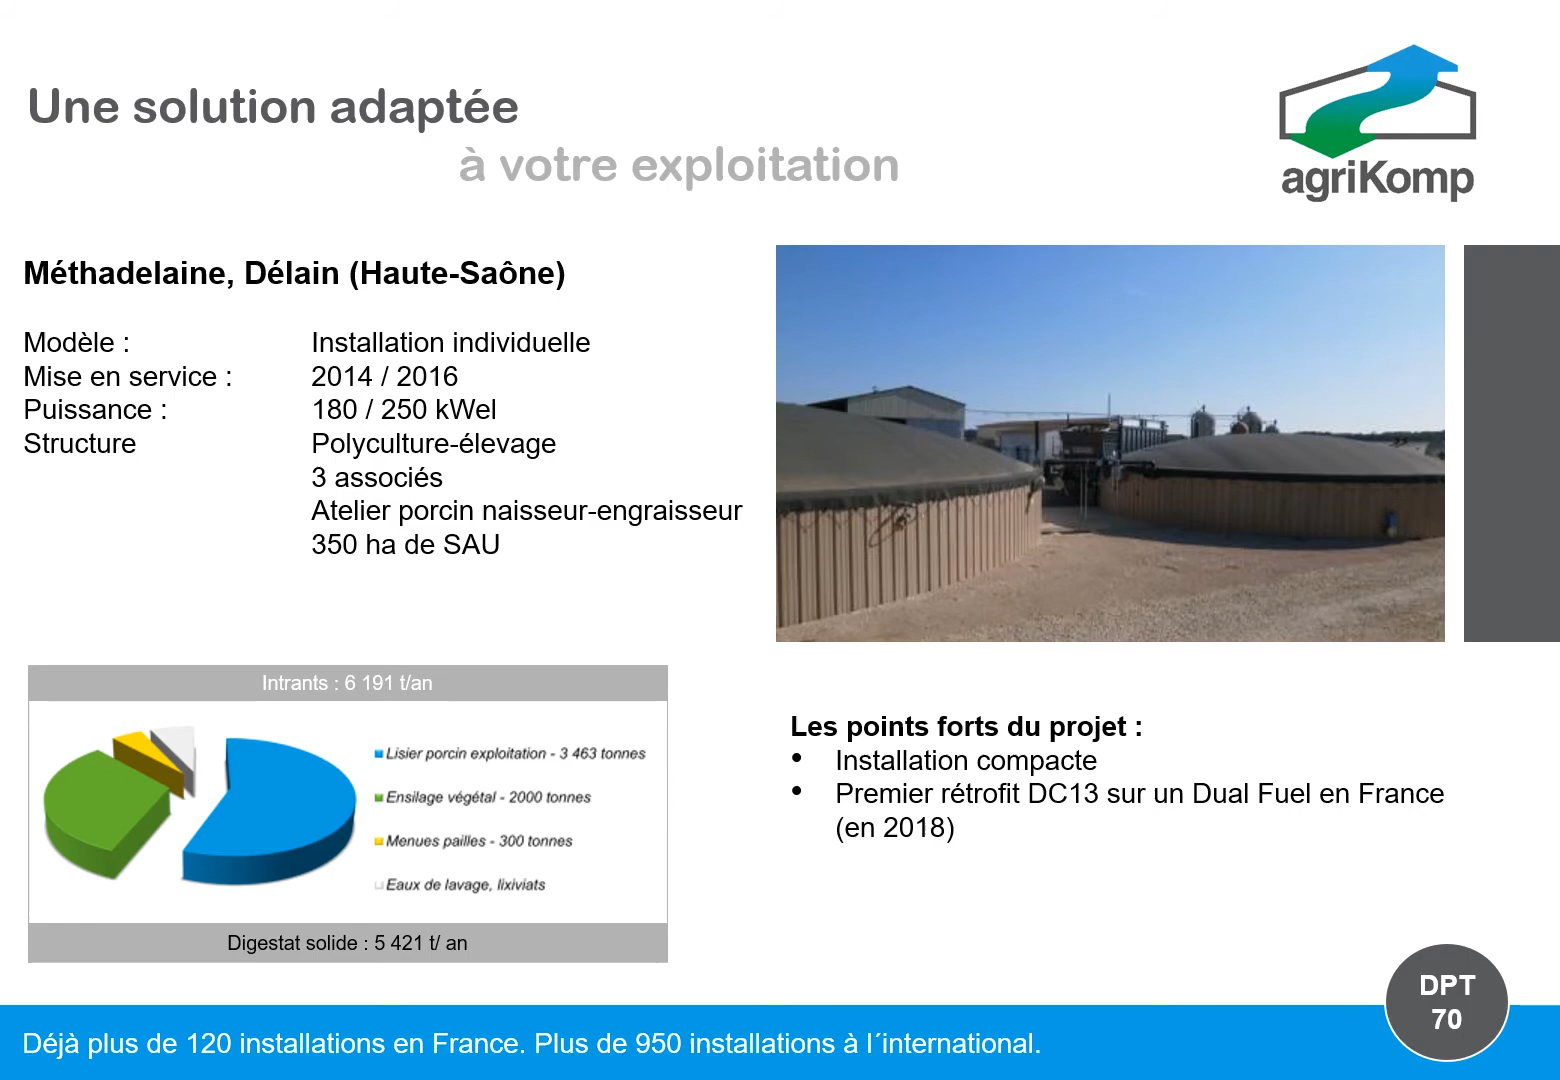 Une solution adaptée
à votre exploitation
agriKomp
Méthadelaine, Délain (Haute-Saône)
Modèle : Installation individuelle
Mise en service : 2014 / 2016
Puissance : 180 / 250 kWel
Structure Polyculture-élevage
3 associés
Atelier porcin naisseur-engraisseur
350 ha de SAU
Intrants : 6 191 t/an
Lisier porcin exploitation - 3 463 tonnes
Ensilage végétal - 2000 tonnes
Menues pailles - 300 tonnes
Eaux de lavage, lixiviats
Digestat solide : 5 421 t/ an
Les points forts du projet :
• Installation compacte
• Premier rétrofit DC13 sur un Dual Fuel en France
(en 2018)
DPT
70
Déjà plus de 120 installations en France. Plus de 950 installations à l´international.